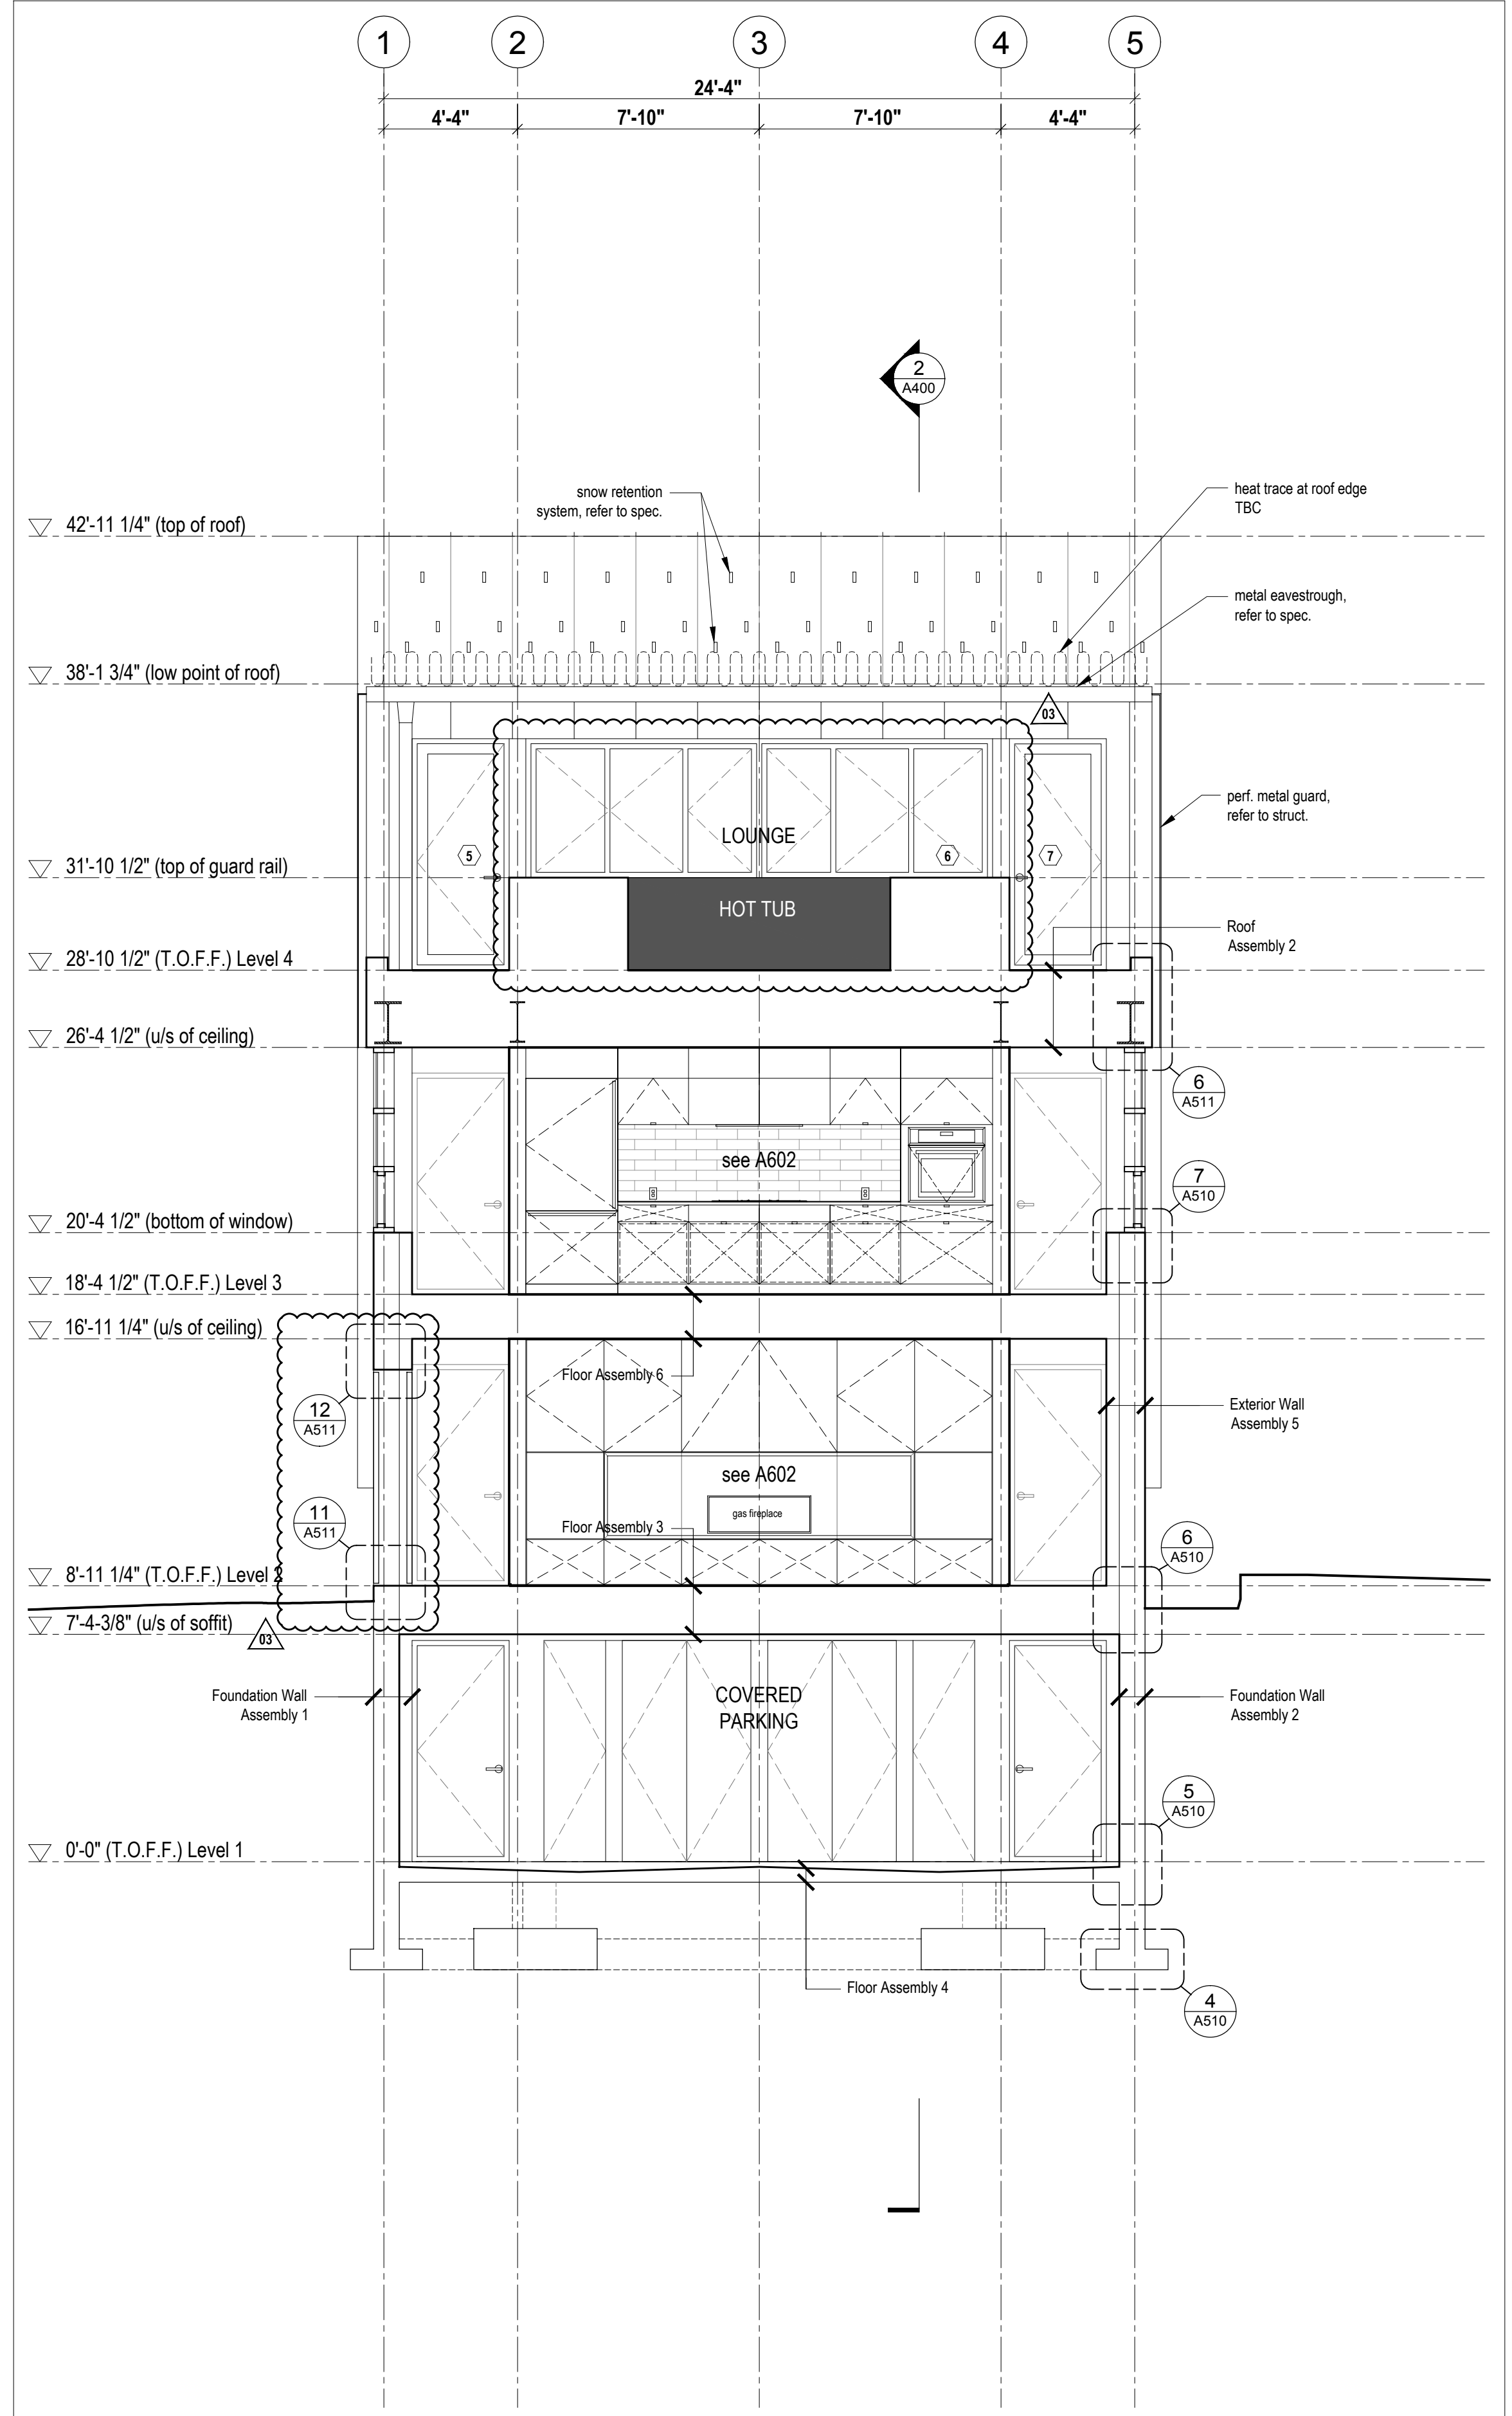 1
2
3
4
5
24'-4"
4'-4"
7'-10"
7'-10"
4'-4"
2
A400
snow retention
system, refer to spec.
heat trace at roof edge
TBC
42'-11 1/4" (top of roof)
metal eavestrough,
refer to spec.
38'-1 3/4" (low point of roof)
03
perf. metal guard,
refer to struct.
LOUNGE
5
6
7
31'-10 1/2" (top of guard rail)
HOT TUB
Roof
Assembly 2
28'-10 1/2" (T.O.F.F.) Level 4
26'-4 1/2" (u/s of ceiling)
6
A511
see A602
7
A510
20'-4 1/2" (bottom of window)
18'-4 1/2" (T.O.F.F.) Level 3
16'-11 1/4" (u/s of ceiling)
Floor Assembly 6
12
A511
Exterior Wall
Assembly 5
see A602
gas fireplace
11
A511
Floor Assembly 3
6
A510
8'-11 1/4" (T.O.F.F.) Level 2
7'-4-3/8" (u/s of soffit)
03
Foundation Wall
Assembly 1
COVERED
PARKING
Foundation Wall
Assembly 2
5
A510
0'-0" (T.O.F.F.) Level 1
Floor Assembly 4
4
A510